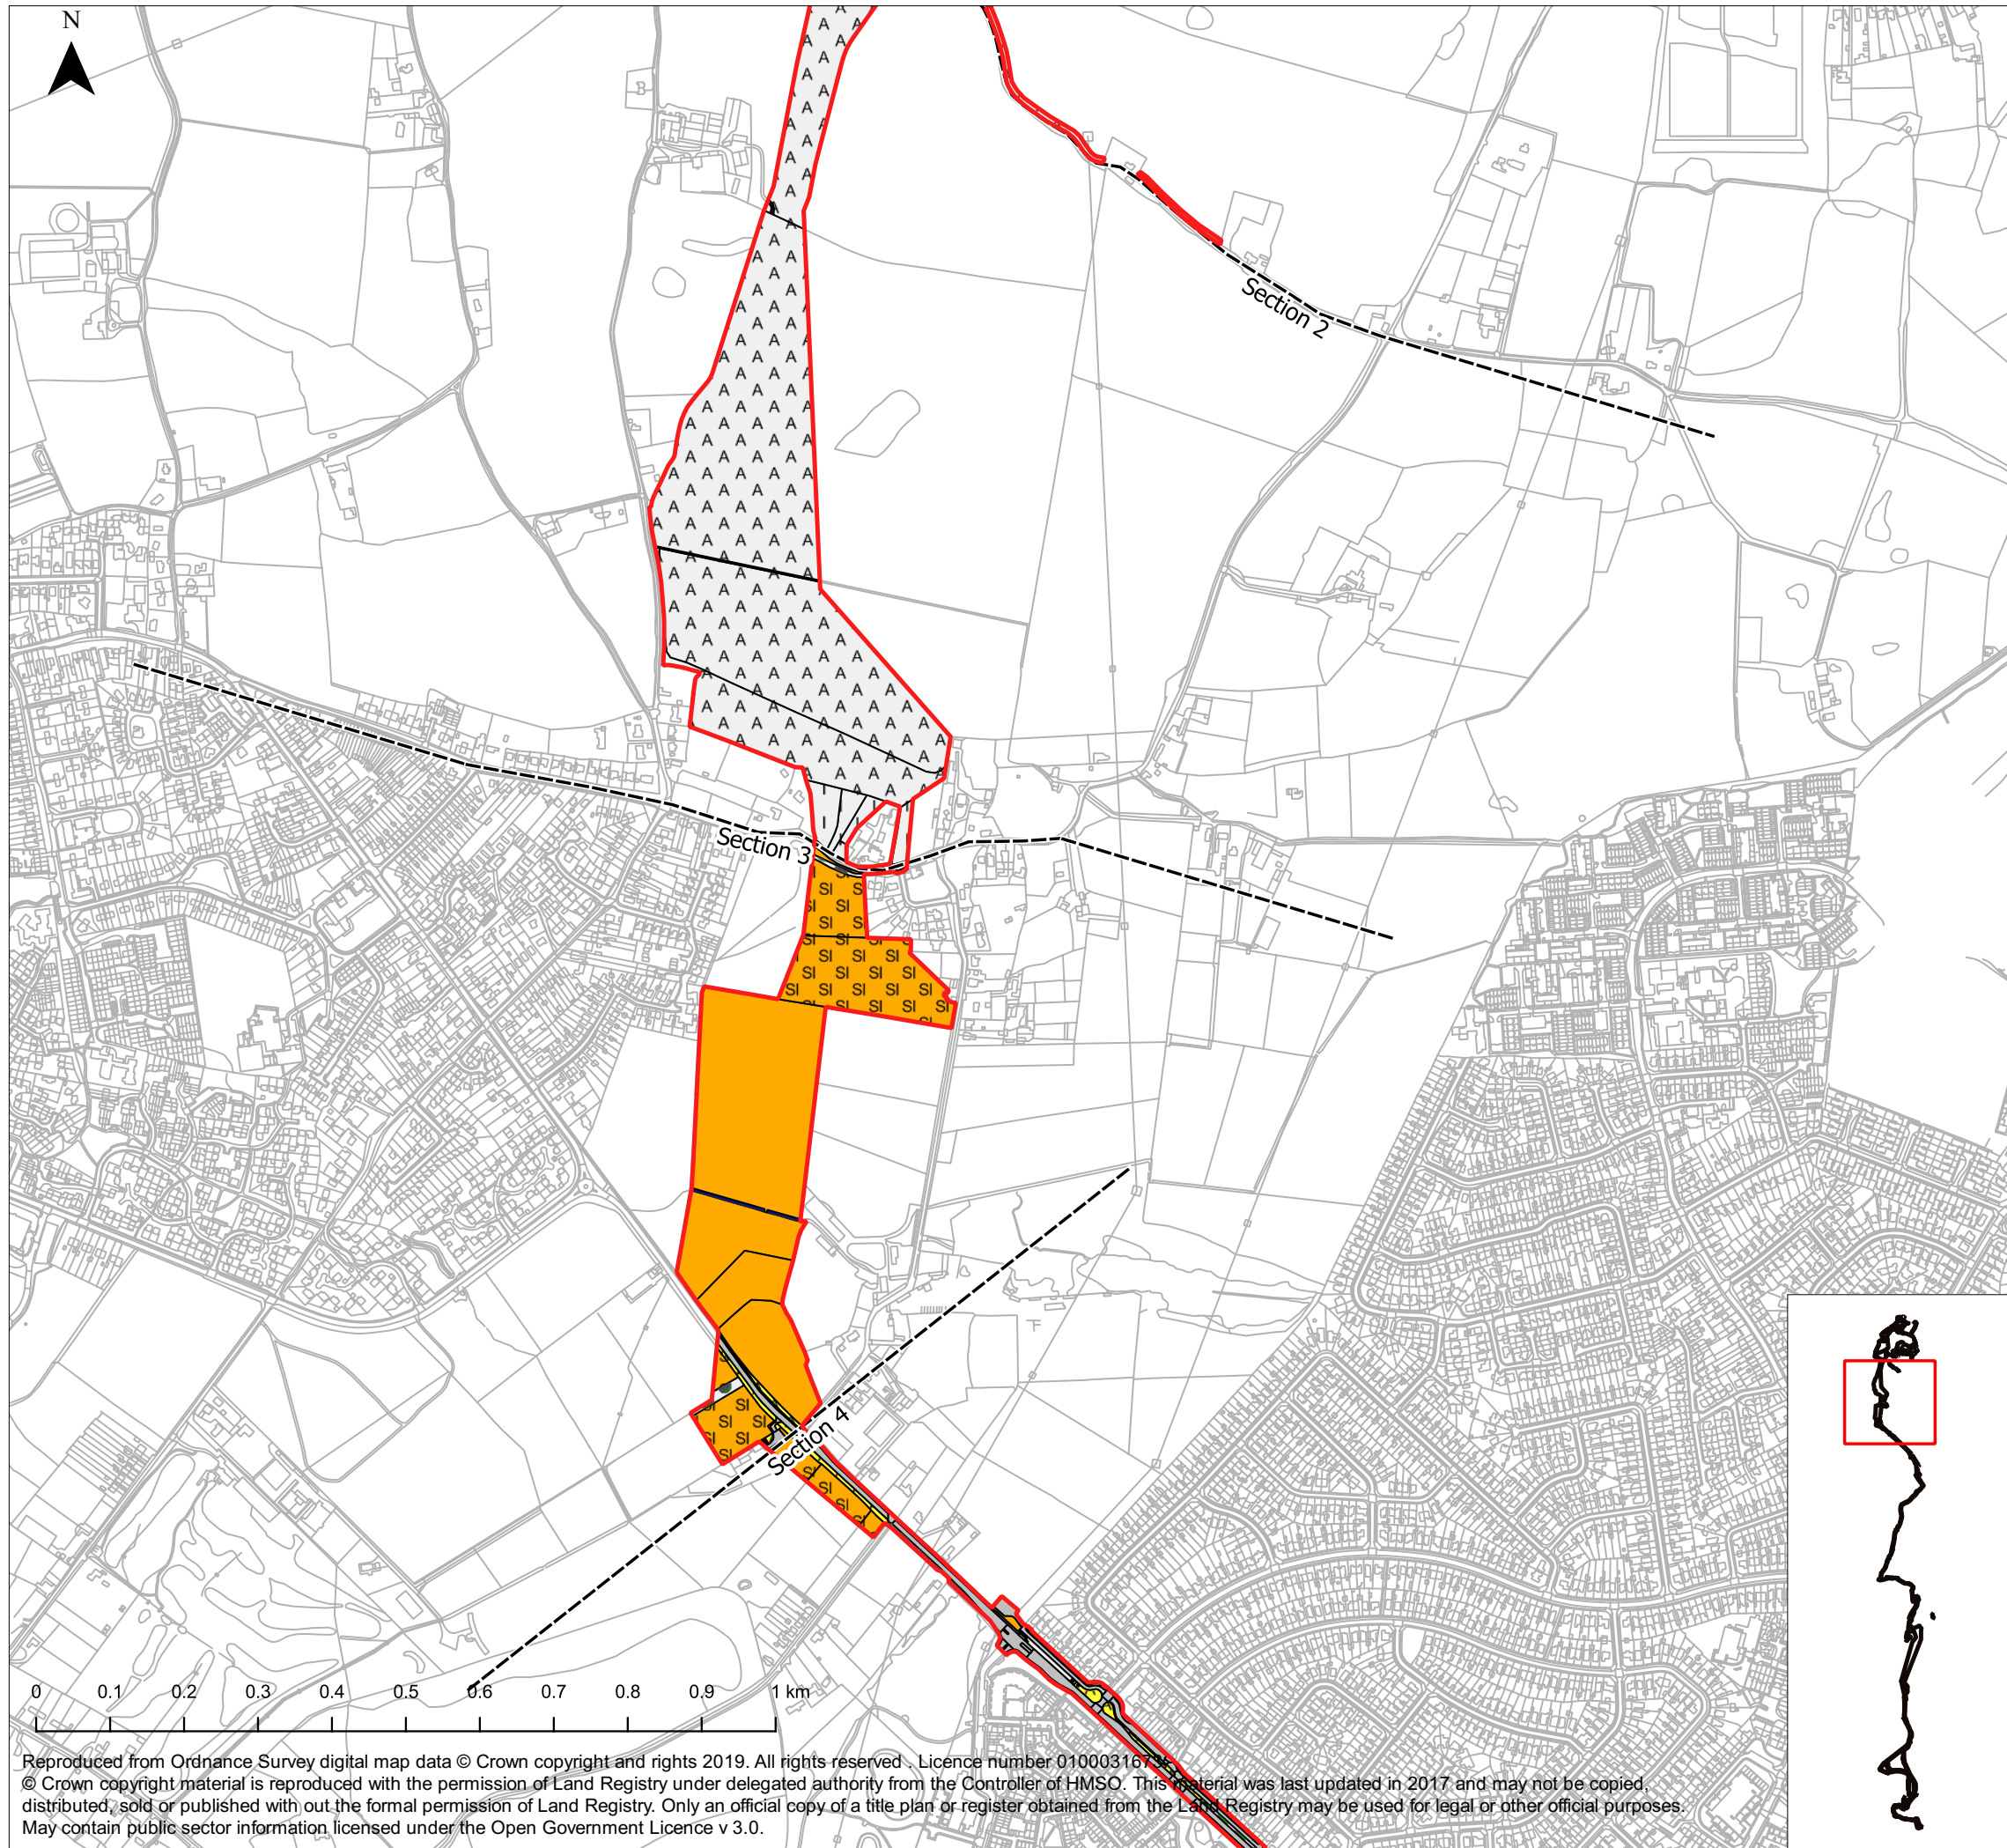 N
Section 2
Section 3
Section 4
0 0.1 0.2 0.3 0.4 0.5 0.6 0.7 0.8 0.9 1 km
Reproduced from Ordnance Survey digital map data © Crown copyright and rights 2019. All rights reserved . Licence number
© Crown copyright material is reproduced with the permission of Land Registry under delegated authority from the Controller of HMSO. This material was last updated in 2017 and may not be copied,
distributed, sold or published with out the formal permission of Land Registry. Only an official copy of a title plan or register obtained from the Land Registry may be used for legal or other official purposes.
May contain public sector information licensed under the Open Government Licence v 3.0.